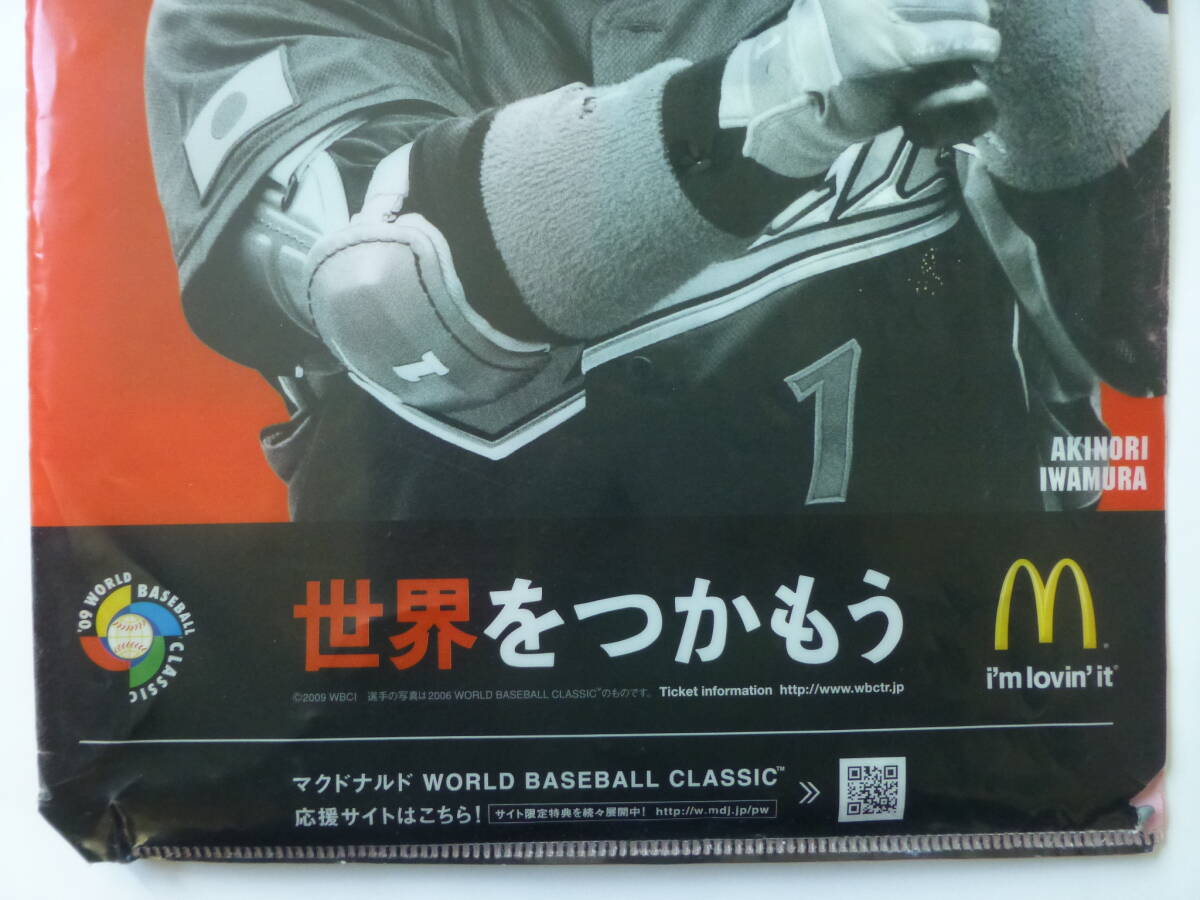 1
1
AKINORI
IWAMURA
'09 WORLD BASEBALL CLASSIC
世界をつかもう
i'm lovin' it®
©2009 WBCI 選手の写真は2006 WORLD BASEBALL CLASSIC™のものです。 Ticket information http://www.wbctr.jp
マクドナルド WORLD BASEBALL CLASSIC™
応援サイトはこちら! サイト限定特典を続々展開中! http://w.mdj.jp/pw